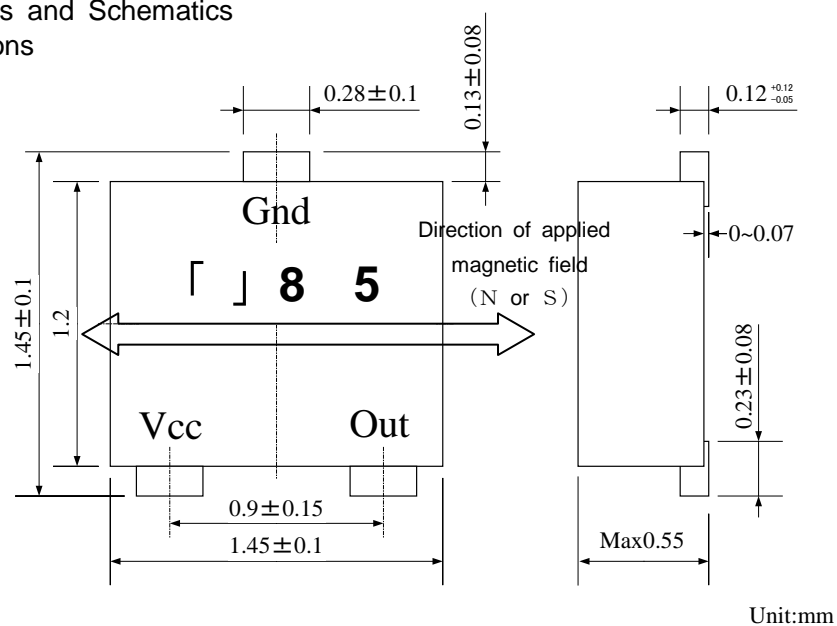 s and Schematics
ons
0.28±0.1
0.13±0.08
0.12 +0.12 -0.05
Gnd
Direction of applied
magnetic field
(N or S)
0~0.07
「 」8 5
1.45±0.1
1.2
0.23±0.08
Vcc
Out
0.9±0.15
1.45±0.1
Max0.55
Unit:mm